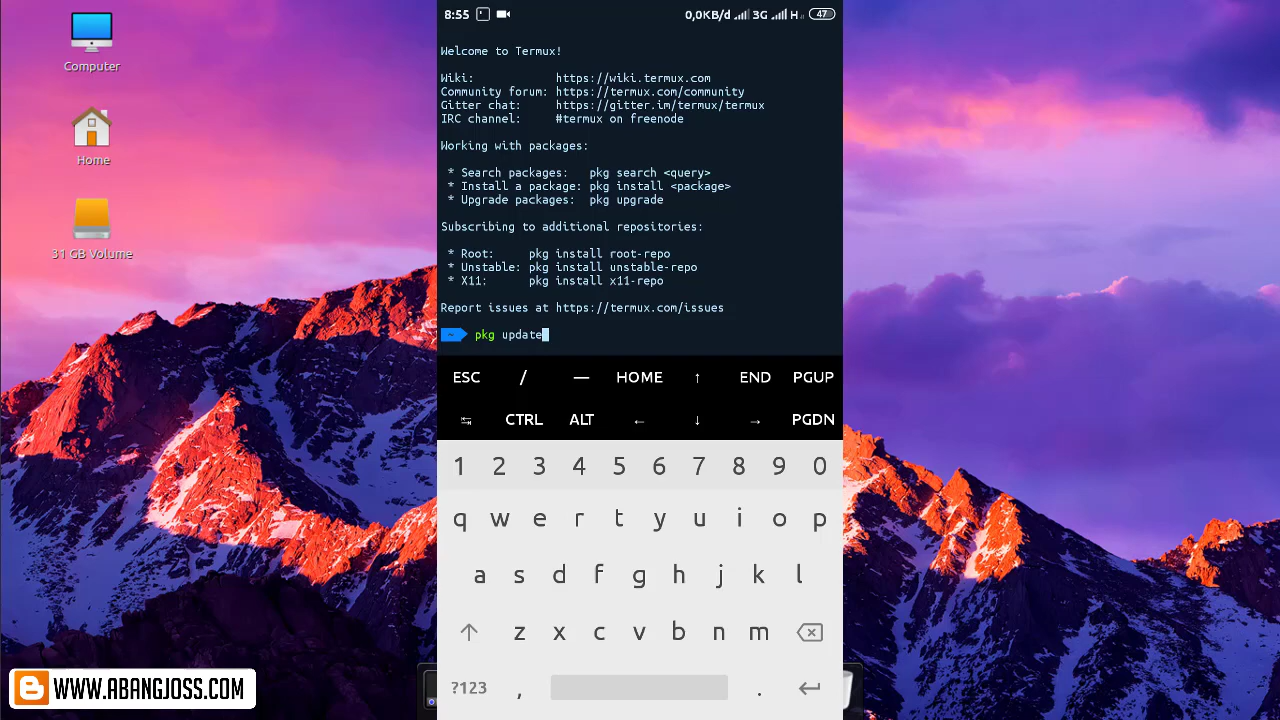 Computer
Home
31 GB Volume
WWW.ABANGJOSS.COM
8:55 0,0KB/d 3G H 47
Welcome to Termux!
Wiki: https://wiki.termux.com
Community forum: https://termux.com/community
Gitter chat: https://gitter.im/termux/termux
IRC channel: #termux on freenode
Working with packages:
* Search packages: pkg search <query>
* Install a package: pkg install <package>
* Upgrade packages: pkg upgrade
Subscribing to additional repositories:
* Root: pkg install root-repo
* Unstable: pkg install unstable-repo
* X11: pkg install x11-repo
Report issues at https://termux.com/issues
~ pkg update
ESC / — HOME ↑ END PGUP
↹ CTRL ALT ← ↓ → PGDN
1 2 3 4 5 6 7 8 9 0
q w e r t y u i o p
a s d f g h j k l
z x c v b n m
?123 , .